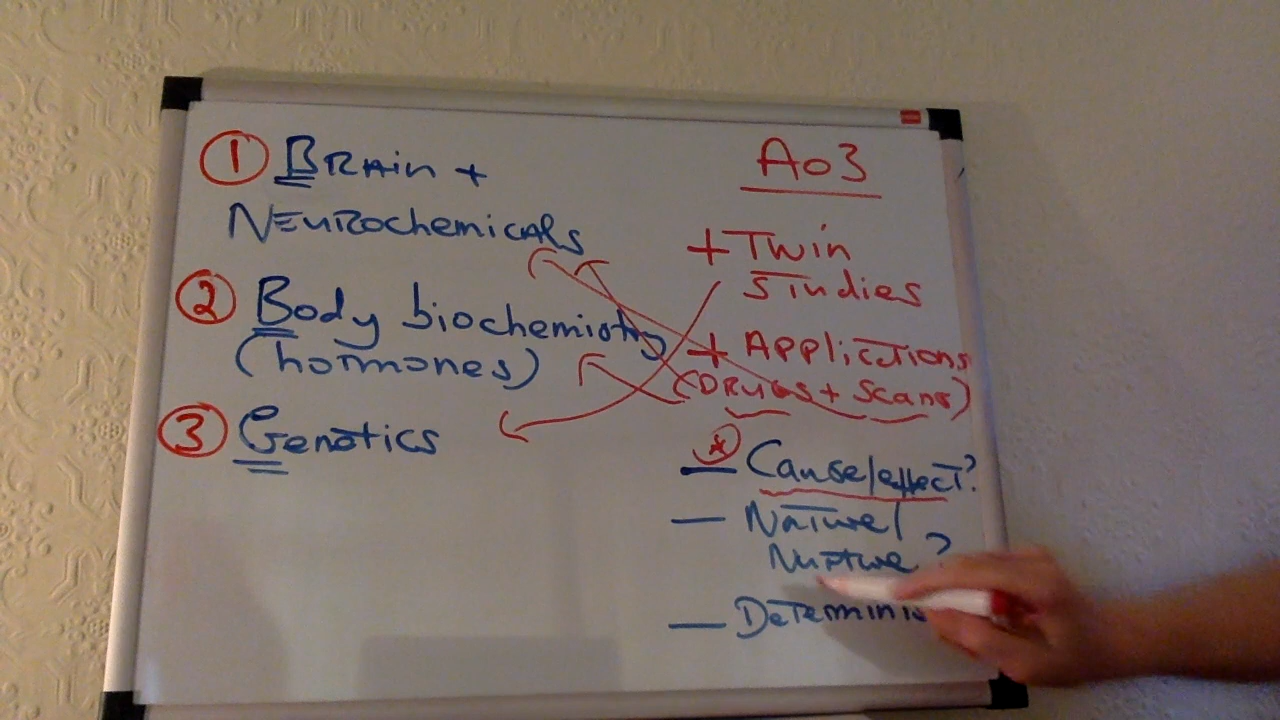 ① BRAin +
NEuROchemicALs
② Body biochemistry
(hormones)
③ Genetics
Ao3
+ Twin
Studies
+ Applications
(DRUGS + Scans)
* — Cause/effect?
— Nature/
Nurture?
—